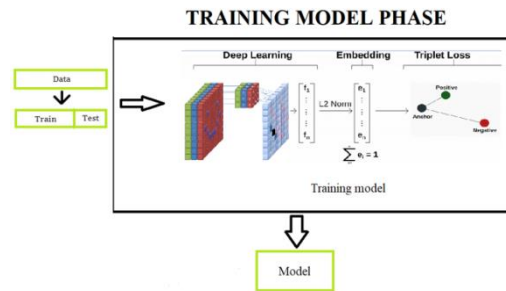 TRAINING MODEL PHASE
Deep Learning Embedding Triplet Loss
Data
Train Test
f₁ L2 Norm e₁
⋮ ⋮
fₙ eₙ
∑ eᵢ = 1
Positive
Anchor
Negative
Training model
Model